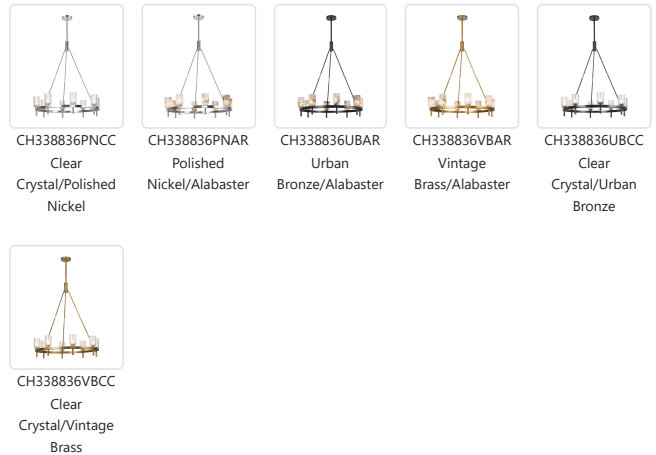 CH338836PNCC
Clear
Crystal/Polished
Nickel
CH338836PNAR
Polished
Nickel/Alabaster
CH338836UBAR
Urban
Bronze/Alabaster
CH338836VBAR
Vintage
Brass/Alabaster
CH338836UBCC
Clear
Crystal/Urban
Bronze
CH338836VBCC
Clear
Crystal/Vintage
Brass